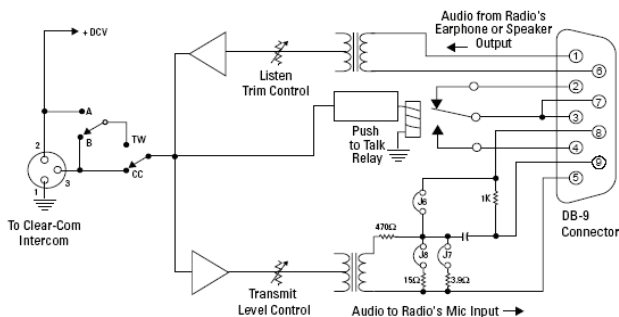 + DCV
Audio from Radio's
Earphone or Speaker
Output
Listen
Trim Control
1
6
2
7
3
8
4
9
5
A
B
TW
CC
2
3
1
Push
to Talk
Relay
To Clear-Com
Intercom
J6
1K
DB-9
Connector
470Ω
J8
J7
15Ω
3.9Ω
Transmit
Level Control
Audio to Radio's Mic Input